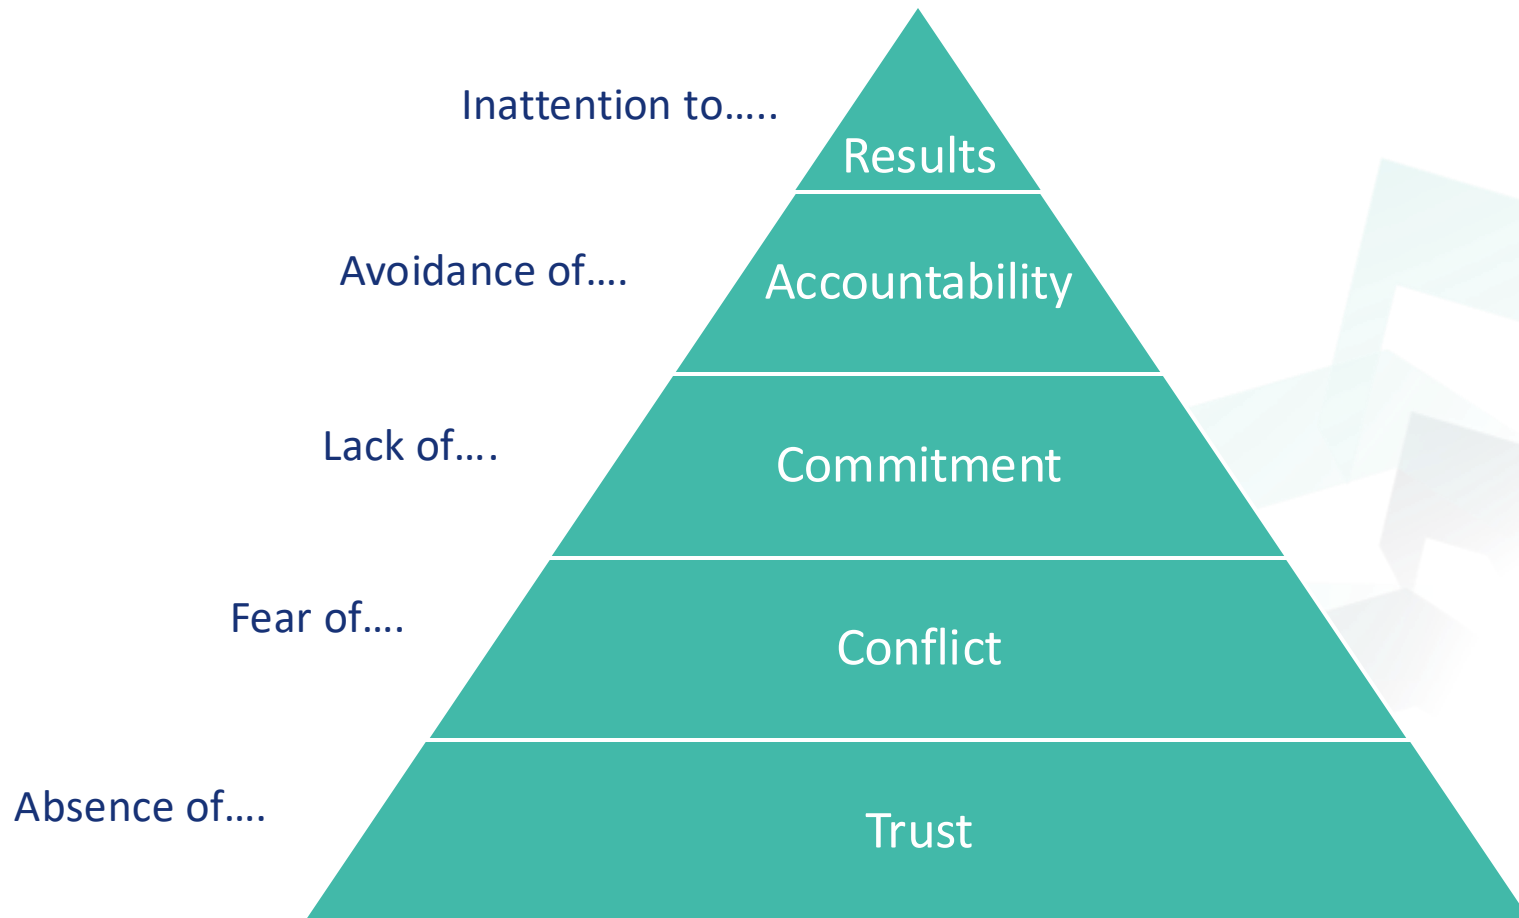 Inattention to.....
Results
Avoidance of....
Accountability
Lack of....
Commitment
Fear of....
Conflict
Absence of....
Trust